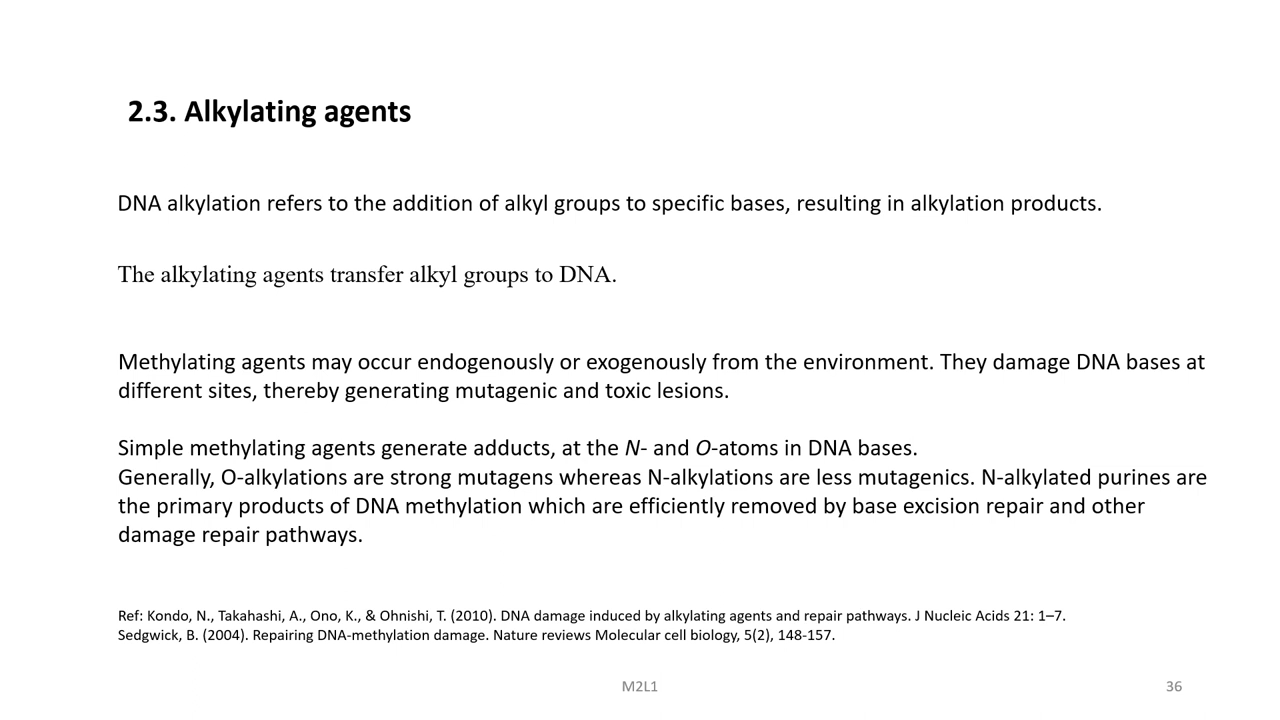 2.3. Alkylating agents
DNA alkylation refers to the addition of alkyl groups to specific bases, resulting in alkylation products.
The alkylating agents transfer alkyl groups to DNA.
Methylating agents may occur endogenously or exogenously from the environment. They damage DNA bases at
different sites, thereby generating mutagenic and toxic lesions.
Simple methylating agents generate adducts, at the N- and O-atoms in DNA bases.
Generally, O-alkylations are strong mutagens whereas N-alkylations are less mutagenics. N-alkylated purines are
the primary products of DNA methylation which are efficiently removed by base excision repair and other
damage repair pathways.
Ref: Kondo, N., Takahashi, A., Ono, K., & Ohnishi, T. (2010). DNA damage induced by alkylating agents and repair pathways. J Nucleic Acids 21: 1–7.
Sedgwick, B. (2004). Repairing DNA-methylation damage. Nature reviews Molecular cell biology, 5(2), 148-157.
M2L1
36